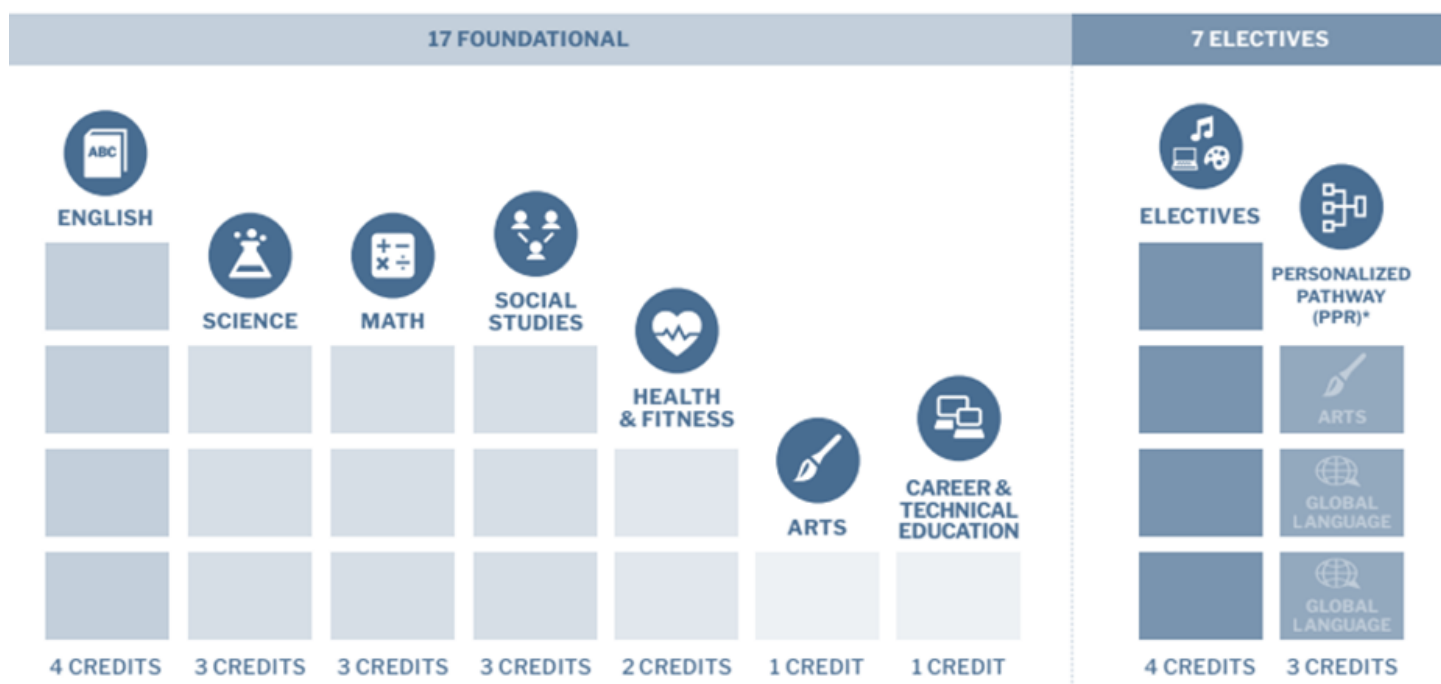 17 FOUNDATIONAL
7 ELECTIVES
ABC
ENGLISH
SCIENCE
MATH
SOCIAL
STUDIES
HEALTH
& FITNESS
ARTS
CAREER &
TECHNICAL
EDUCATION
ELECTIVES
PERSONALIZED
PATHWAY
(PPR)*
ARTS
GLOBAL
LANGUAGE
GLOBAL
LANGUAGE
4 CREDITS
3 CREDITS
3 CREDITS
3 CREDITS
2 CREDITS
1 CREDIT
1 CREDIT
4 CREDITS
3 CREDITS